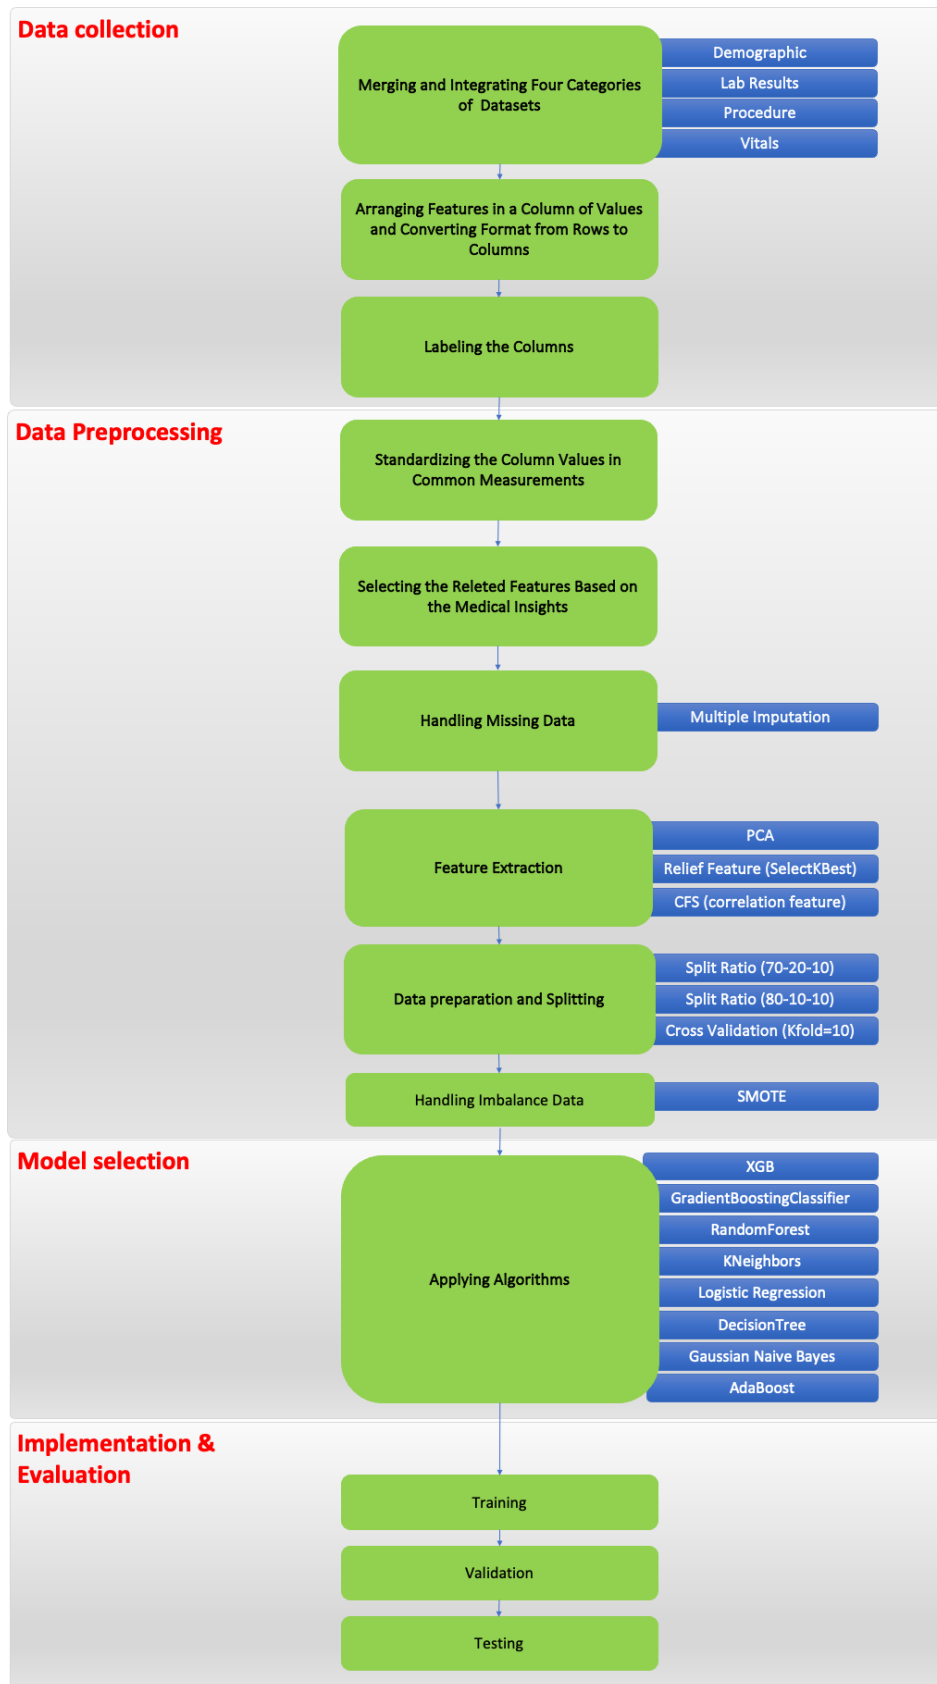 Data collection
Merging and Integrating Four Categories
of Datasets
Demographic
Lab Results
Procedure
Vitals
Arranging Features in a Column of Values
and Converting Format from Rows to
Columns
Labeling the Columns
Data Preprocessing
Standardizing the Column Values in
Common Measurements
Selecting the Releted Features Based on
the Medical Insights
Handling Missing Data
Multiple Imputation
Feature Extraction
PCA
Relief Feature (SelectKBest)
CFS (correlation feature)
Data preparation and Splitting
Split Ratio (70-20-10)
Split Ratio (80-10-10)
Cross Validation (Kfold=10)
Handling Imbalance Data
SMOTE
Model selection
Applying Algorithms
XGB
GradientBoostingClassifier
RandomForest
KNeighbors
Logistic Regression
DecisionTree
Gaussian Naive Bayes
AdaBoost
Implementation &
Evaluation
Training
Validation
Testing